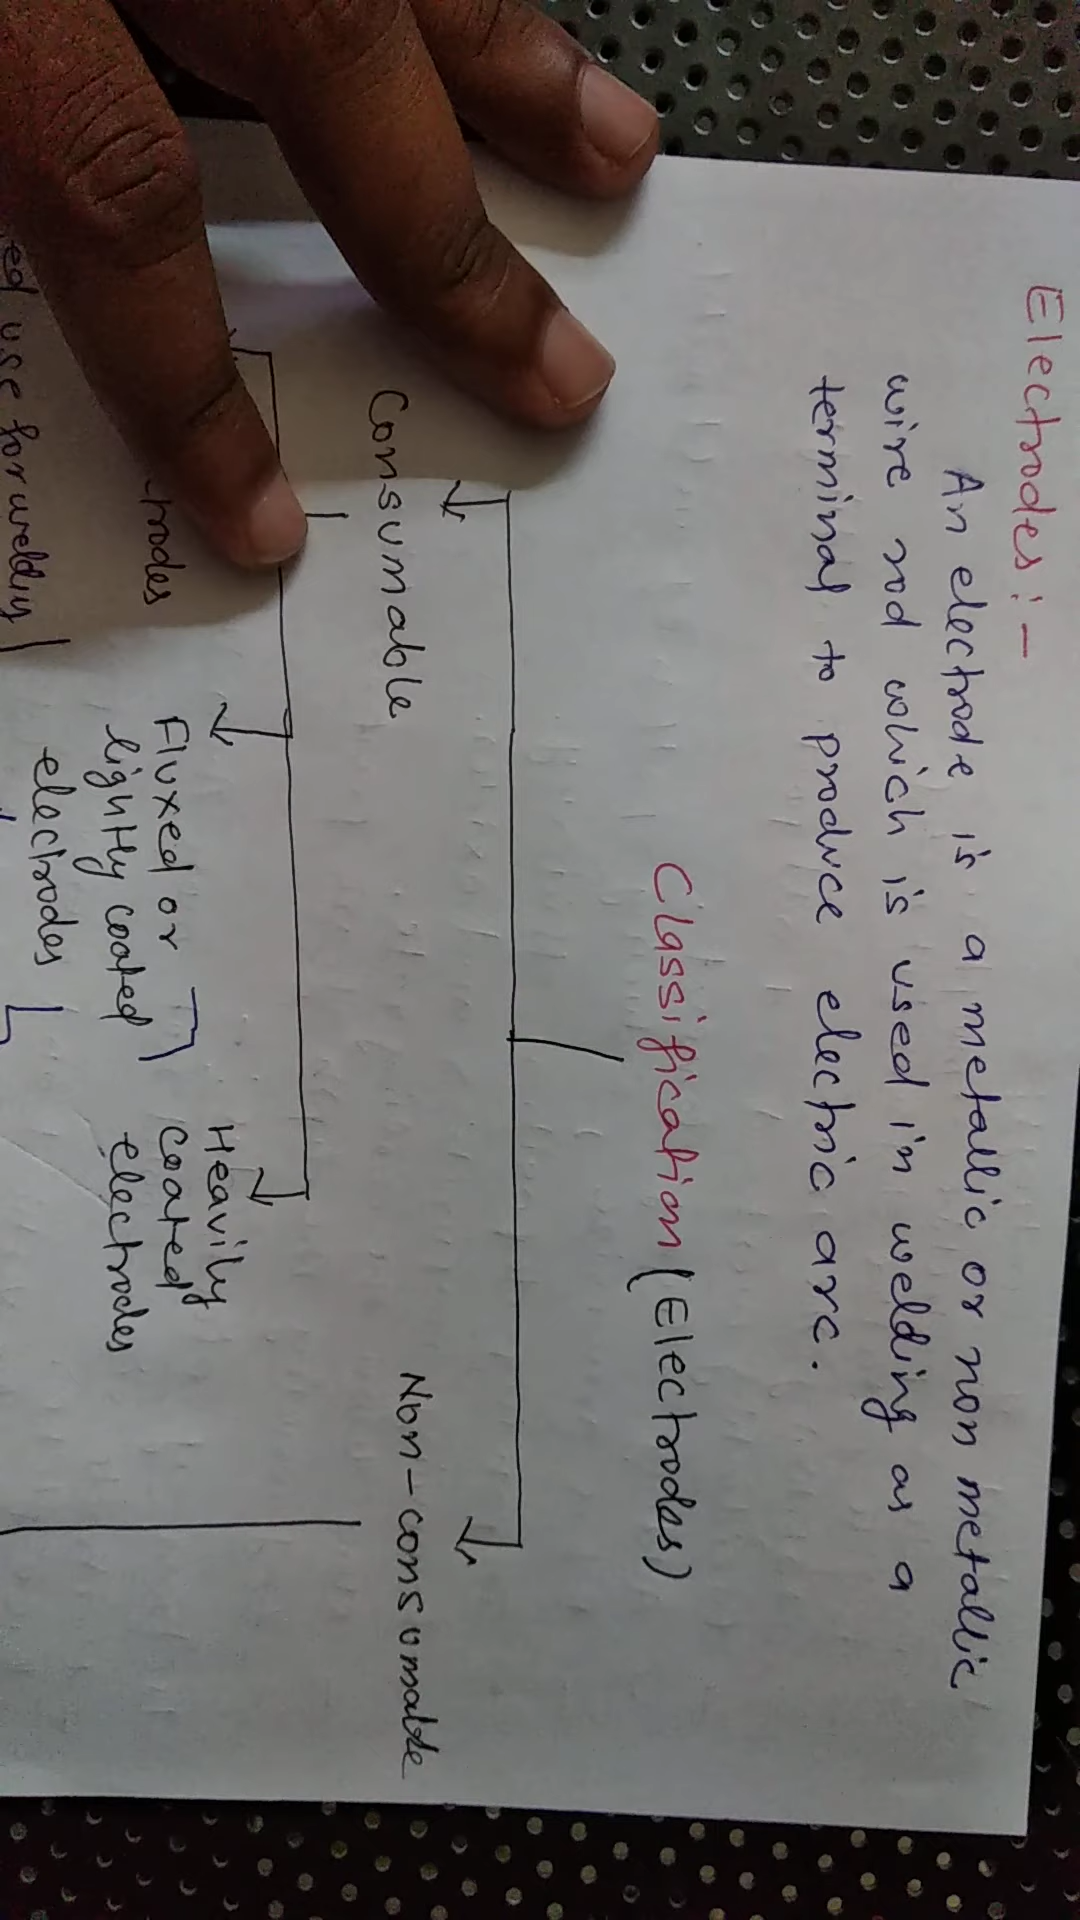 Electrodes :-
An electrode is a metallic or non metallic
wire rod which is used in welding as a
terminal to produce electric arc.
Classification (Electrodes)
Consumable
Non-consumable
trodes
Fluxed or
lightly coated
electrodes
Heavily
coated
electrodes
ed use for welding